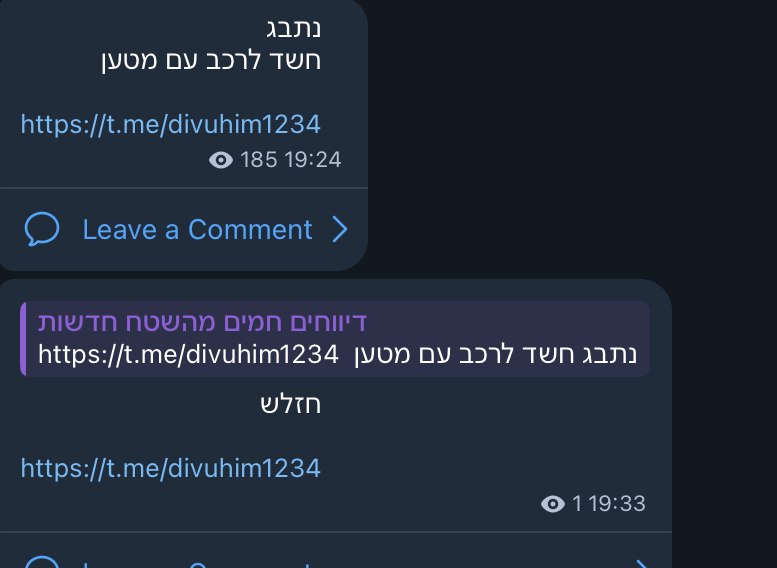 נתבג
חשד לרכב עם מטען
https://t.me/divuhim1234
185 19:24
Leave a Comment
דיווחים חמים מהשטח חדשות
נתבג חשד לרכב עם מטען https://t.me/divuhim1234
חזלש
https://t.me/divuhim1234
1 19:33